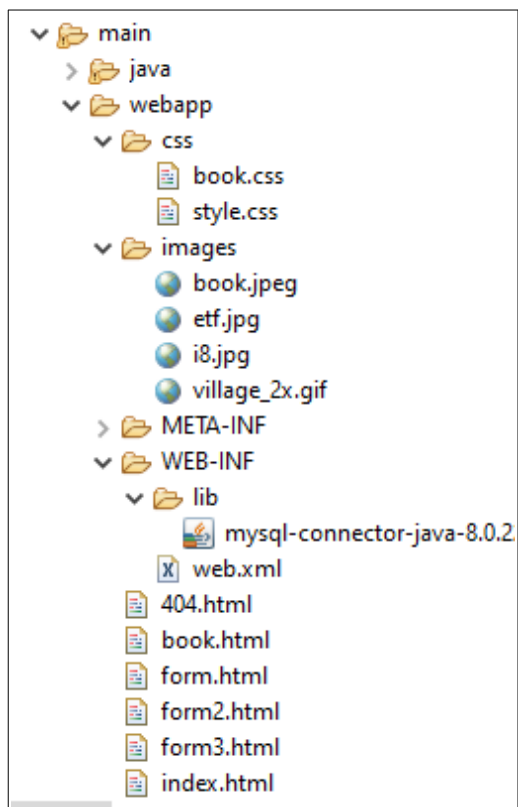 main
java
webapp
css
book.css
style.css
images
book.jpeg
etf.jpg
i8.jpg
village_2x.gif
META-INF
WEB-INF
lib
mysql-connector-java-8.0.2
web.xml
404.html
book.html
form.html
form2.html
form3.html
index.html